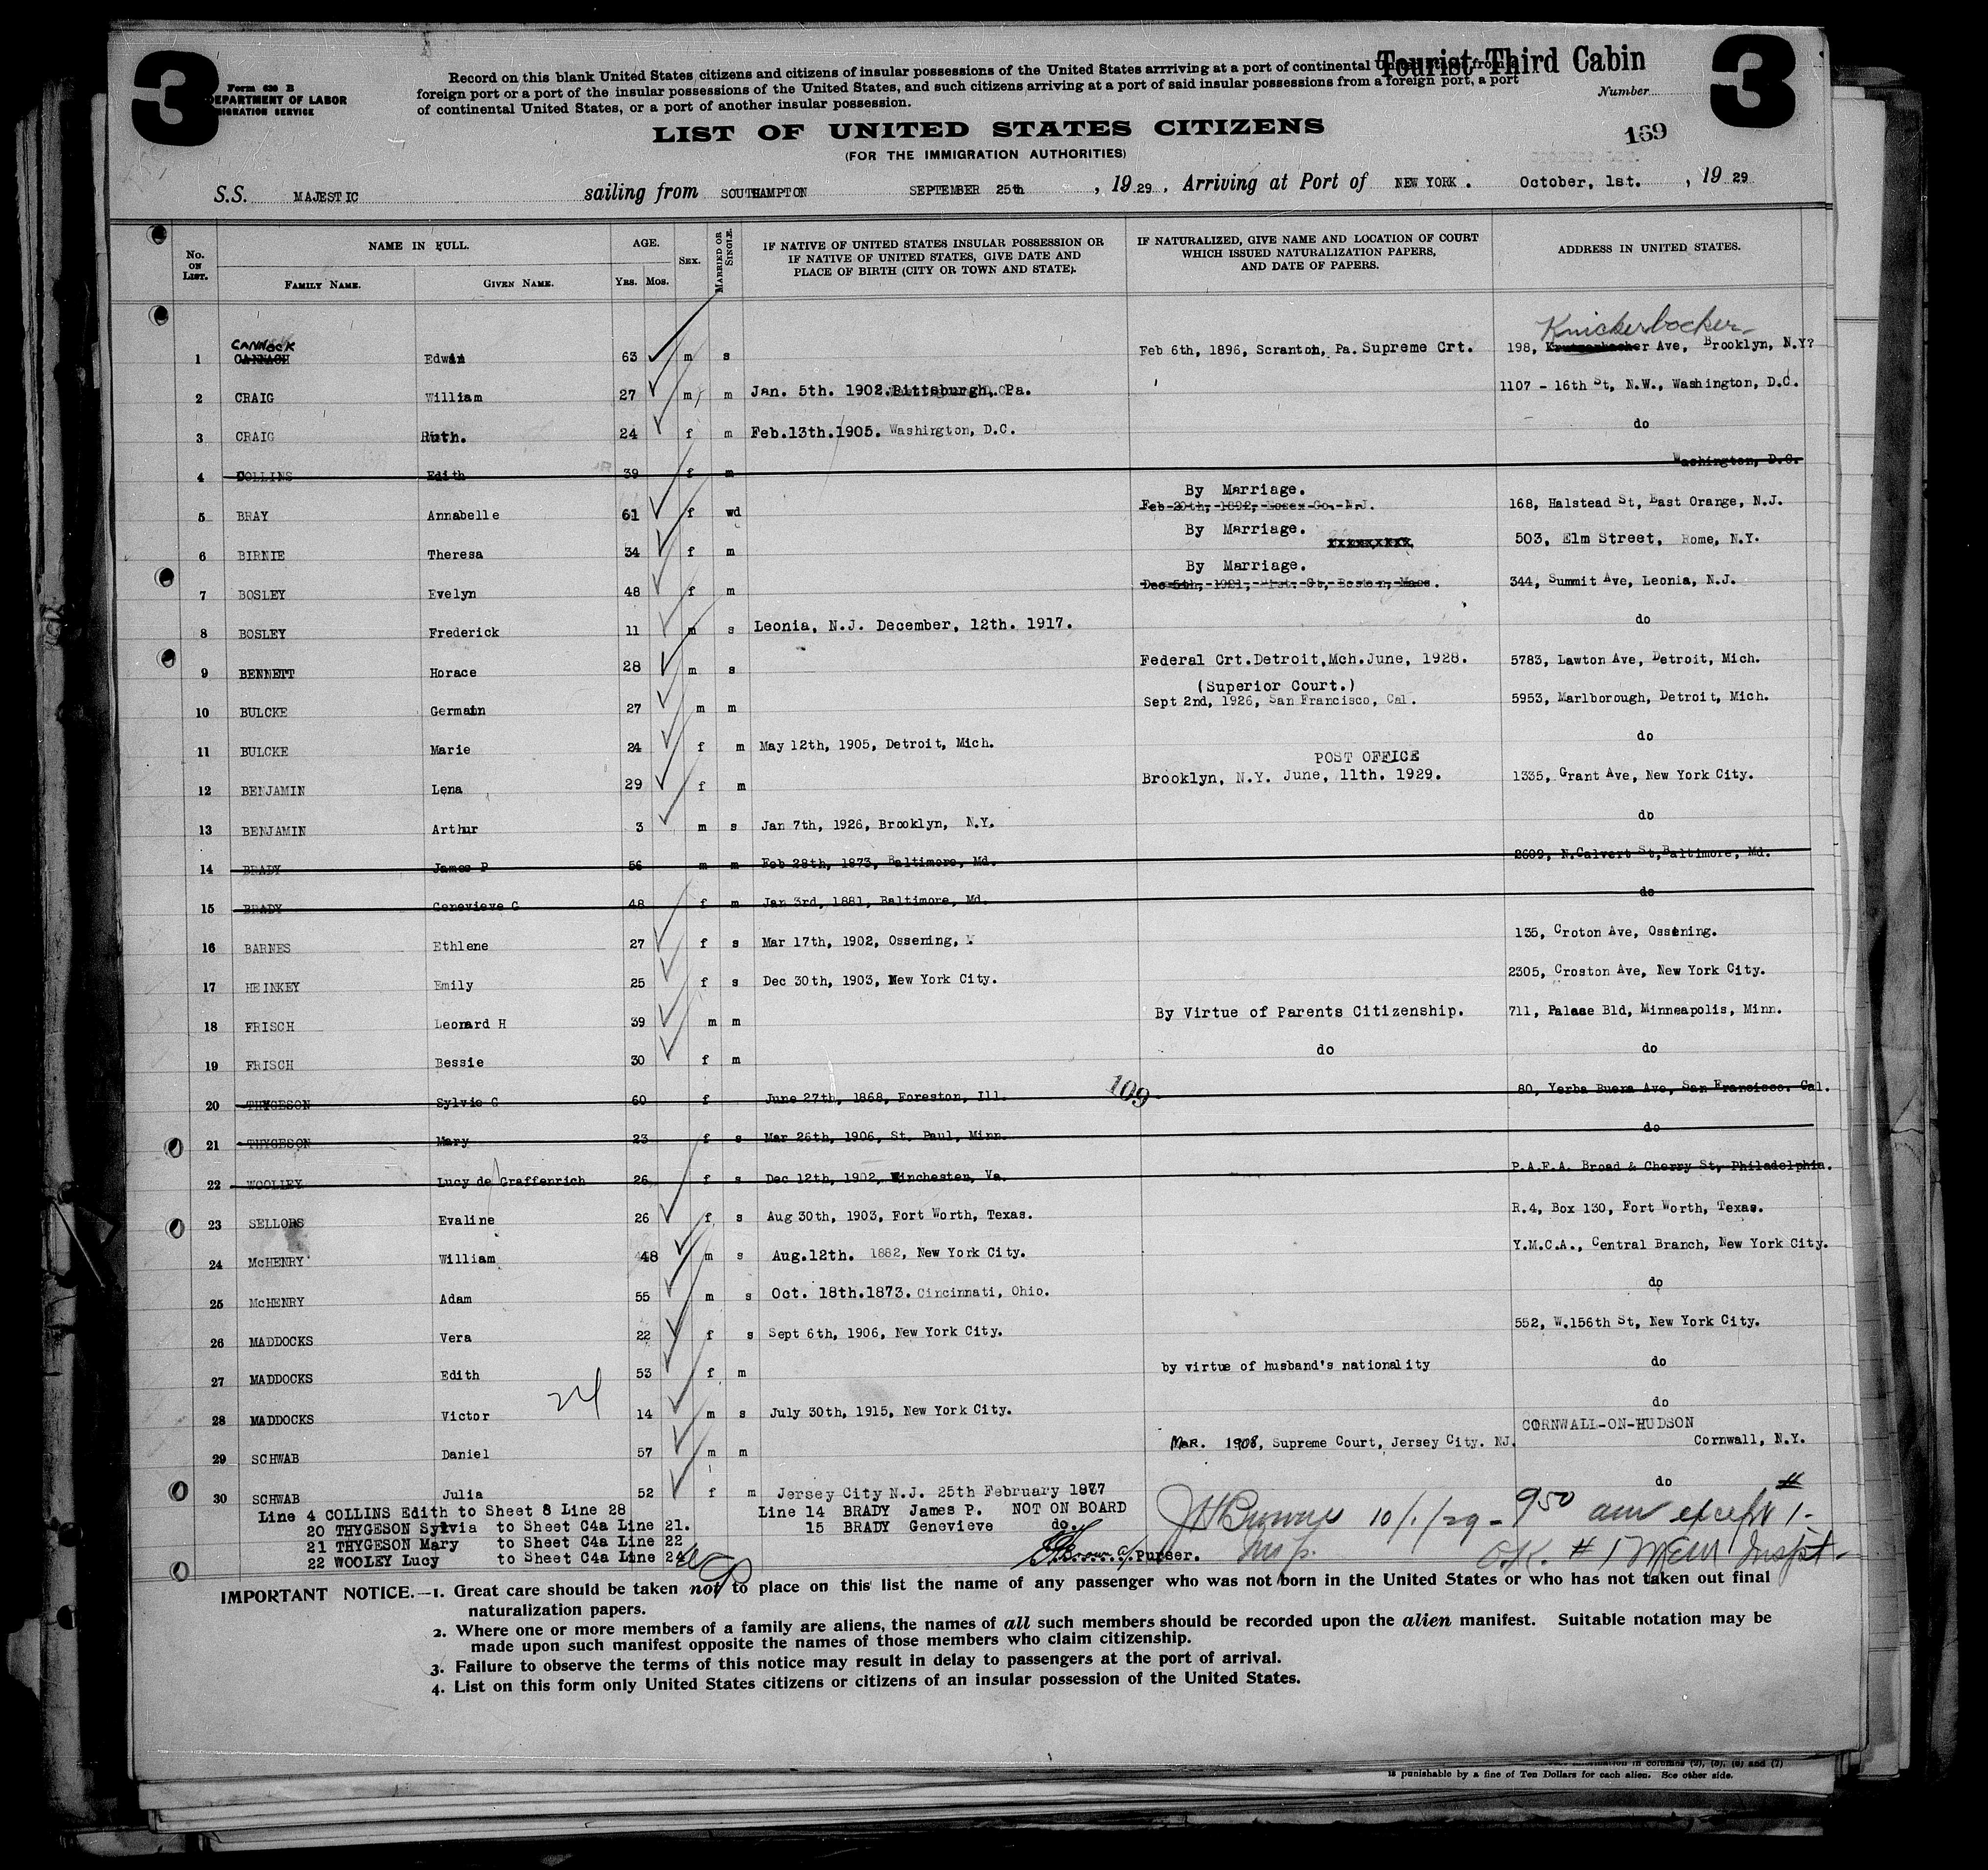 3
Form 630 B
DEPARTMENT OF LABOR
IMMIGRATION SERVICE
Tourist Third Cabin
3
Record on this blank United States citizens and citizens of insular possessions of the United States arrriving at a port of continental United States from a
foreign port or a port of the insular possessions of the United States, and such citizens arriving at a port of said insular possessions from a foreign port, a port
of continental United States, or a port of another insular possession.
Number
LIST OF UNITED STATES CITIZENS
(FOR THE IMMIGRATION AUTHORITIES)
169
S.S. MAJESTIC sailing from SOUTHAMPTON SEPTEMBER 25th , 19 29 , Arriving at Port of NEW YORK . October, 1st. , 19 29
No. ON LIST. NAME IN FULL. FAMILY NAME. GIVEN NAME. AGE. YRS. MOS. SEX. MARRIED OR SINGLE. IF NATIVE OF UNITED STATES INSULAR POSSESSION OR IF NATIVE OF UNITED STATES, GIVE DATE AND PLACE OF BIRTH (CITY OR TOWN AND STATE). IF NATURALIZED, GIVE NAME AND LOCATION OF COURT WHICH ISSUED NATURALIZATION PAPERS, AND DATE OF PAPERS. ADDRESS IN UNITED STATES.
CANNOCK Knickerbocker
1 CANNACH Edwin 63 m s Feb 6th, 1896, Scranton, Pa. Supreme Crt. 198, Ave, Brooklyn, N.Y?
2 CRAIG William 27 m m Jan. 5th. 1902. Pittsburgh, Pa. 1107 - 16th St, N.W., Washington, D.C.
3 CRAIG Ruth. 24 f m Feb.13th.1905. Washington, D.C. do
4 COLLINS Edith 39 f m Washington, D.C.
By Marriage.
5 BRAY Annabelle 61 f wd Feb 20th, 1892, Essex Co. N.J. 168, Halstead St, East Orange, N.J.
By Marriage.
6 BIRNIE Theresa 34 f m 503, Elm Street, Rome, N.Y.
By Marriage.
7 BOSLEY Evelyn 48 f m Dec 5th, 1921, Dist. Ct, Boston, Mass. 344, Summit Ave, Leonia, N.J.
8 BOSLEY Frederick 11 m s Leonia, N.J. December, 12th. 1917. do
9 BENNETT Horace 28 m s Federal Crt.Detroit,Mch.June, 1928. 5783, Lawton Ave, Detroit, Mich.
(Superior Court.)
10 BULCKE Germain 27 m m Sept 2nd, 1926, San Francisco, Cal. 5953, Marlborough, Detroit, Mich.
11 BULCKE Marie 24 f m May 12th, 1905, Detroit, Mich. do
POST OFFICE
12 BENJAMIN Lena 29 f m Brooklyn, N.Y. June, 11th. 1929. 1335, Grant Ave, New York City.
13 BENJAMIN Arthur 3 m s Jan 7th, 1926, Brooklyn, N.Y. do
14 BRADY James P 56 m m Feb 28th, 1873, Baltimore, Md. 2609, N.Calvert St,Baltimore, Md.
15 BRADY Genevieve G 48 f m Jan 3rd, 1881, Baltimore, Md. do
16 BARNES Ethlene 27 f s Mar 17th, 1902, Ossening, 135, Croton Ave, Ossening.
17 HEINKEY Emily 25 f s Dec 30th, 1903, New York City. 2305, Croston Ave, New York City.
18 FRISCH Leonard H 39 m m By Virtue of Parents Citizenship. 711, Palace Bld, Minneapolis, Minn.
19 FRISCH Bessie 30 f m do do
109
20 THYGESON Sylvie C 60 f June 27th, 1868, Foreston, Ill. 80, Yerba Buena Ave, San Francisco. Cal.
21 THYGESON Mary 23 f s Mar 26th, 1906, St. Paul, Minn. do
22 WOOLLEY Lucy de Graffenrich 26 f s Dec 12th, 1902, Winchester, Va. P.A.F.A. Broad & Cherry St, Philadelphia.
23 SELLORS Evaline 26 f s Aug 30th, 1903, Fort Worth, Texas. R.4, Box 130, Fort Worth, Texas.
24 McHENRY William 48 m s Aug.12th. 1882, New York City. Y.M.C.A., Central Branch, New York City.
25 McHENRY Adam 55 m s Oct. 18th.1873. Cincinnati, Ohio. do
26 MADDOCKS Vera 22 f s Sept 6th, 1906, New York City. 552, W.156th St, New York City.
27 MADDOCKS Edith 53 f m by virtue of husband's nationality do
24
28 MADDOCKS Victor 14 m s July 30th, 1915, New York City. do
CORNWALL-ON-HUDSON
29 SCHWAB Daniel 57 m m Mar. 1908, Supreme Court, Jersey City. NJ. Cornwall, N.Y.
30 SCHWAB Julia 52 f m Jersey City N.J. 25th February 1877 do
Line 4 COLLINS Edith to Sheet 8 Line 28 Line 14 BRADY James P. NOT ON BOARD
20 THYGESON Sylvia to Sheet C4a Line 21. 15 BRADY Genevieve do.
21 THYGESON Mary to Sheet C4a Line 22
22 WOOLEY Lucy to Sheet C4a Line 24 Purser.
10/1/29 - 950 am except 1 -
Insp. O.K. # 1 Inspt -
IMPORTANT NOTICE.—1. Great care should be taken not to place on this list the name of any passenger who was not born in the United States or who has not taken out final
naturalization papers.
2. Where one or more members of a family are aliens, the names of all such members should be recorded upon the alien manifest. Suitable notation may be
made upon such manifest opposite the names of those members who claim citizenship.
3. Failure to observe the terms of this notice may result in delay to passengers at the port of arrival.
4. List on this form only United States citizens or citizens of an insular possession of the United States.
in columns (2), (3), (6) and (7)
is punishable by a fine of Ten Dollars for each alien. See other side.